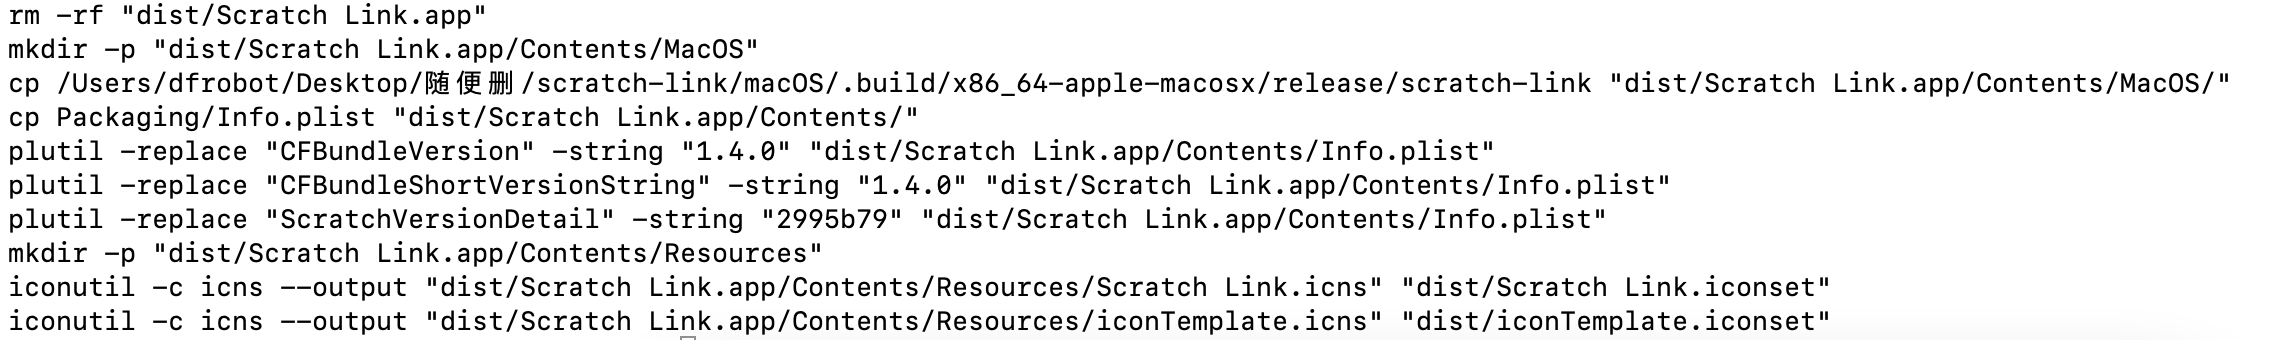 rm -rf "dist/Scratch Link.app"
mkdir -p "dist/Scratch Link.app/Contents/MacOS"
cp /Users/dfrobot/Desktop/随便删/scratch-link/macOS/.build/x86_64-apple-macosx/release/scratch-link "dist/Scratch Link.app/Contents/MacOS/"
cp Packaging/Info.plist "dist/Scratch Link.app/Contents/"
plutil -replace "CFBundleVersion" -string "1.4.0" "dist/Scratch Link.app/Contents/Info.plist"
plutil -replace "CFBundleShortVersionString" -string "1.4.0" "dist/Scratch Link.app/Contents/Info.plist"
plutil -replace "ScratchVersionDetail" -string "2995b79" "dist/Scratch Link.app/Contents/Info.plist"
mkdir -p "dist/Scratch Link.app/Contents/Resources"
iconutil -c icns --output "dist/Scratch Link.app/Contents/Resources/Scratch Link.icns" "dist/Scratch Link.iconset"
iconutil -c icns --output "dist/Scratch Link.app/Contents/Resources/iconTemplate.icns" "dist/iconTemplate.iconset"